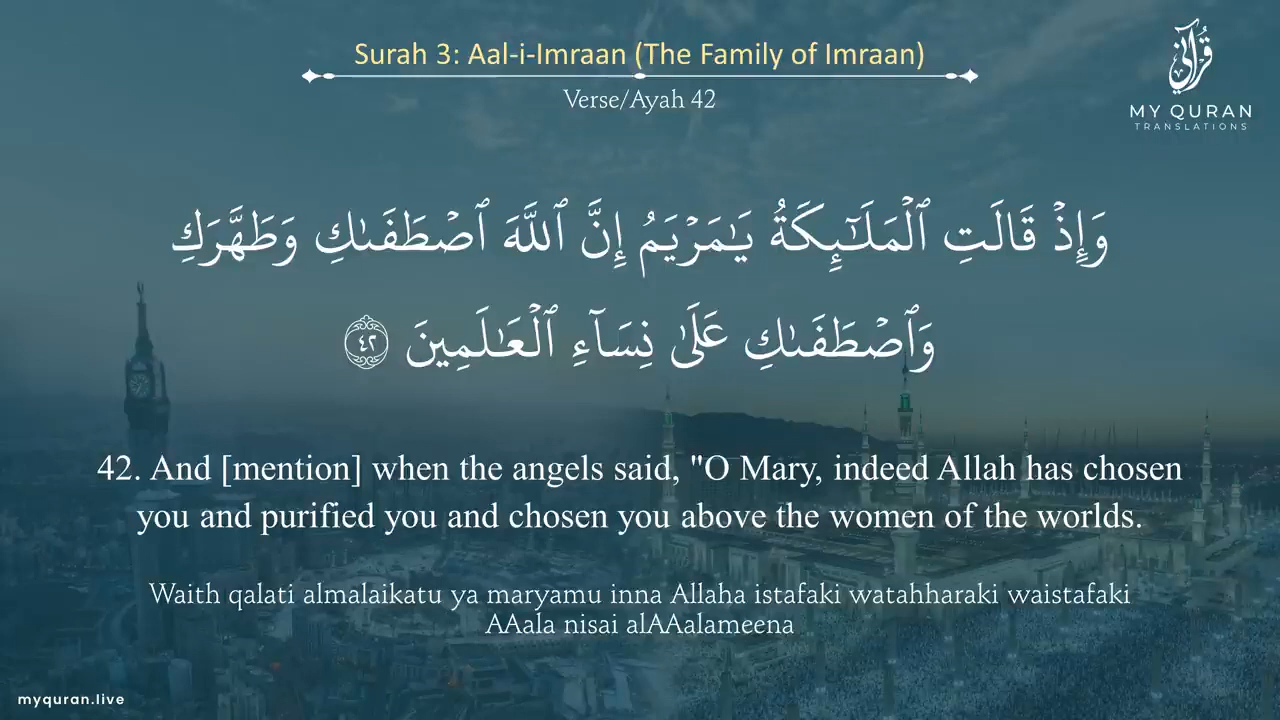 Surah 3: Aal-i-Imraan (The Family of Imraan)
Verse/Ayah 42
قرآني
MY QURAN
TRANSLATIONS
وَإِذْ قَالَتِ ٱلْمَلَـٰٓئِكَةُ يَـٰمَرْيَمُ إِنَّ ٱللَّهَ ٱصْطَفَىٰكِ وَطَهَّرَكِ
وَٱصْطَفَىٰكِ عَلَىٰ نِسَآءِ ٱلْعَـٰلَمِينَ ٤٢
42. And [mention] when the angels said, "O Mary, indeed Allah has chosen
you and purified you and chosen you above the women of the worlds.
Waith qalati almalaikatu ya maryamu inna Allaha istafaki watahharaki waistafaki
AAala nisai alAAalameena
myquran.live